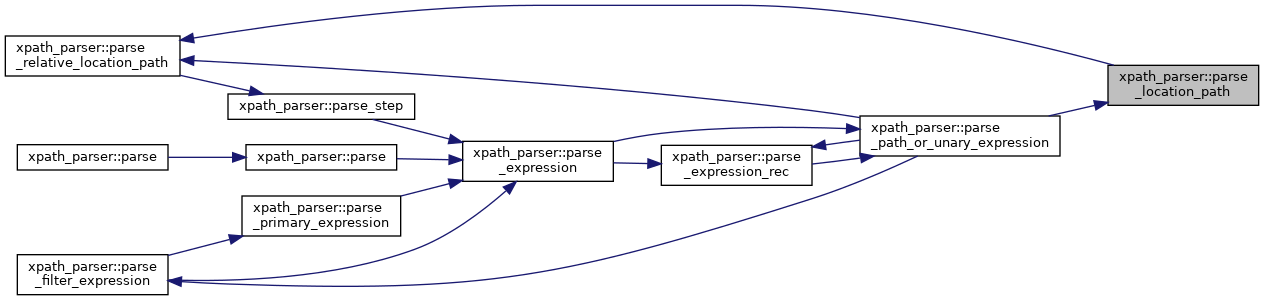 xpath_parser::parse
_relative_location_path
xpath_parser::parse
_location_path
xpath_parser::parse_step
xpath_parser::parse
_path_or_unary_expression
xpath_parser::parse
xpath_parser::parse
xpath_parser::parse
_expression
xpath_parser::parse
_expression_rec
xpath_parser::parse
_primary_expression
xpath_parser::parse
_filter_expression